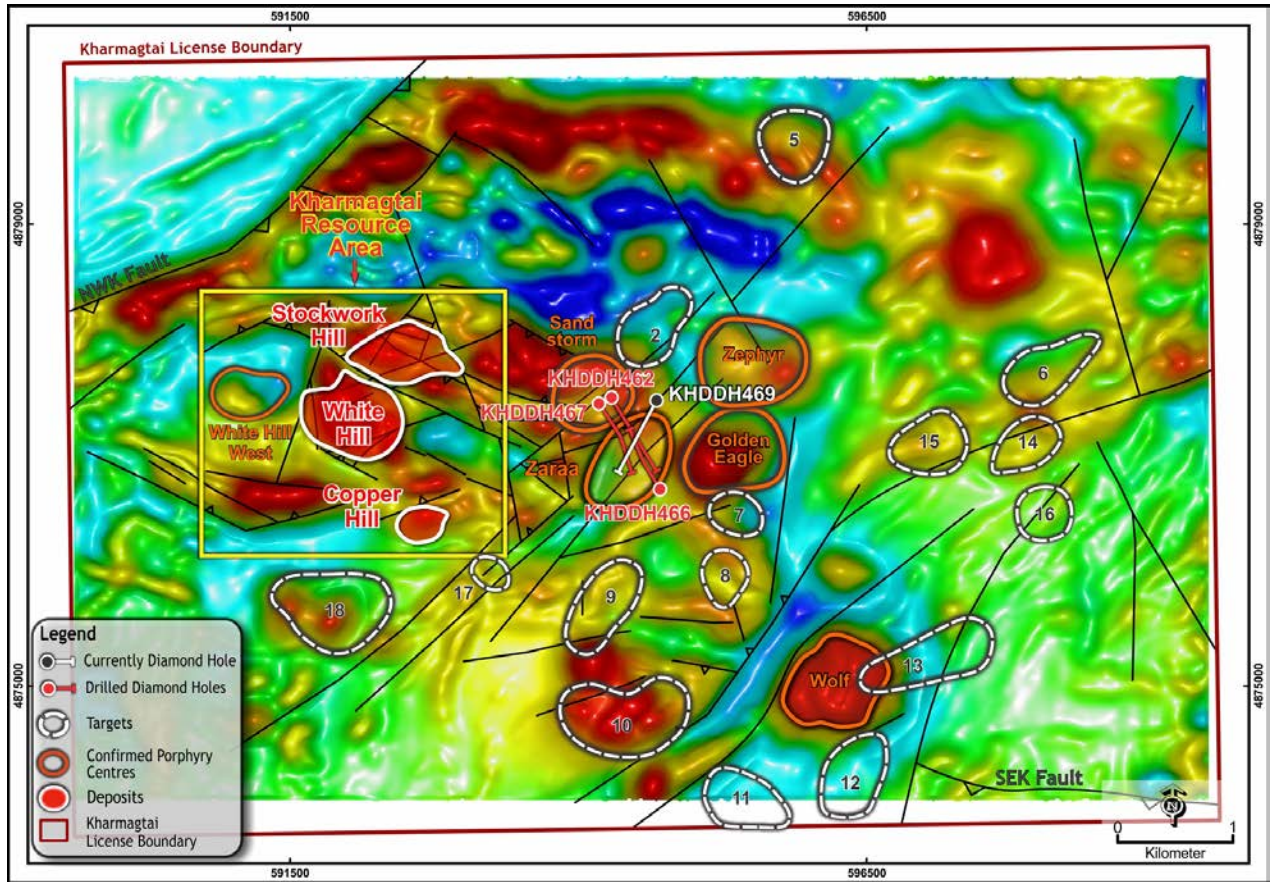 591500
596500
Kharmagtai License Boundary
5
4879000
4879000
Kharmagtai
Resource
Area
NWK Fault
Stockwork
Hill
Sand
storm
2
Zephyr
6
KHDDH462
KHDDH469
KHDDH467
White Hill
West
White
Hill
Golden
Eagle
15
14
Zaraa
Copper
Hill
KHDDH466
7
16
17
8
9
18
13
Wolf
4875000
4875000
10
12
11
SEK Fault
Legend
Currently Diamond Hole
Drilled Diamond Holes
Targets
Confirmed Porphyry
Centres
Deposits
Kharmagtai
License Boundary
N
0 1
Kilometer
591500
596500